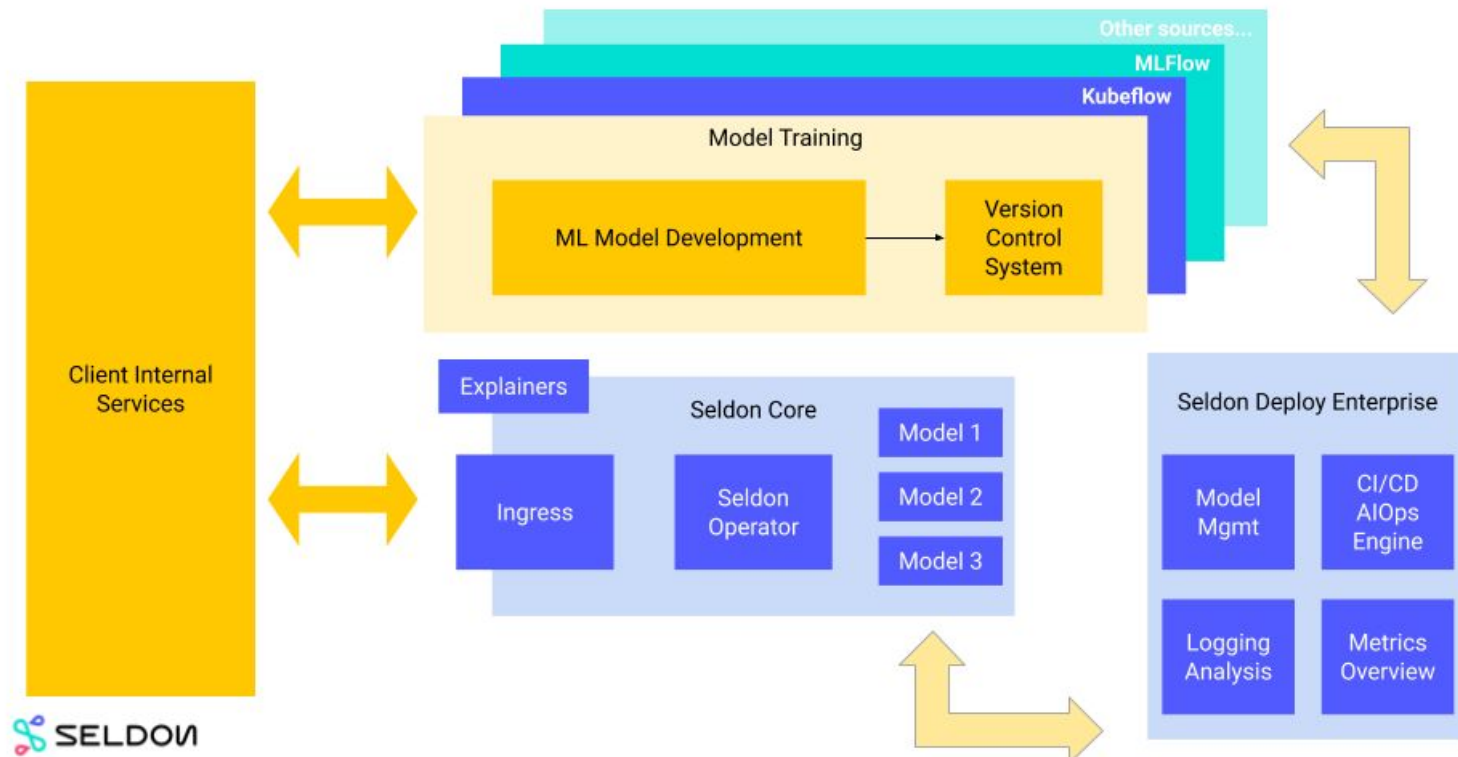 Other sources...
MLFlow
Kubeflow
Model Training
ML Model Development
Version
Control
System
Client Internal
Services
Explainers
Seldon Core
Ingress
Seldon
Operator
Model 1
Model 2
Model 3
Seldon Deploy Enterprise
Model
Mgmt
CI/CD
AIOps
Engine
Logging
Analysis
Metrics
Overview
SELDON